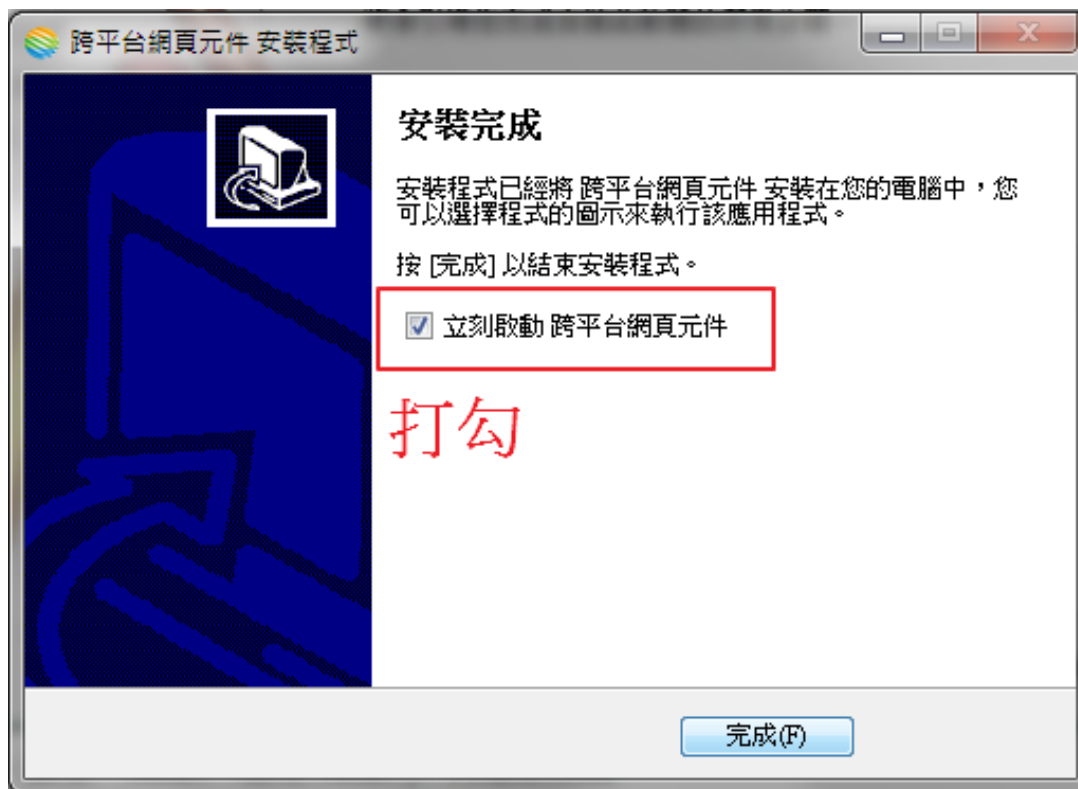 跨平台網頁元件 安裝程式
安裝完成
安裝程式已經將 跨平台網頁元件 安裝在您的電腦中，您
可以選擇程式的圖示來執行該應用程式。
按 [完成] 以結束安裝程式。
立刻啟動 跨平台網頁元件
打勾
完成(F)